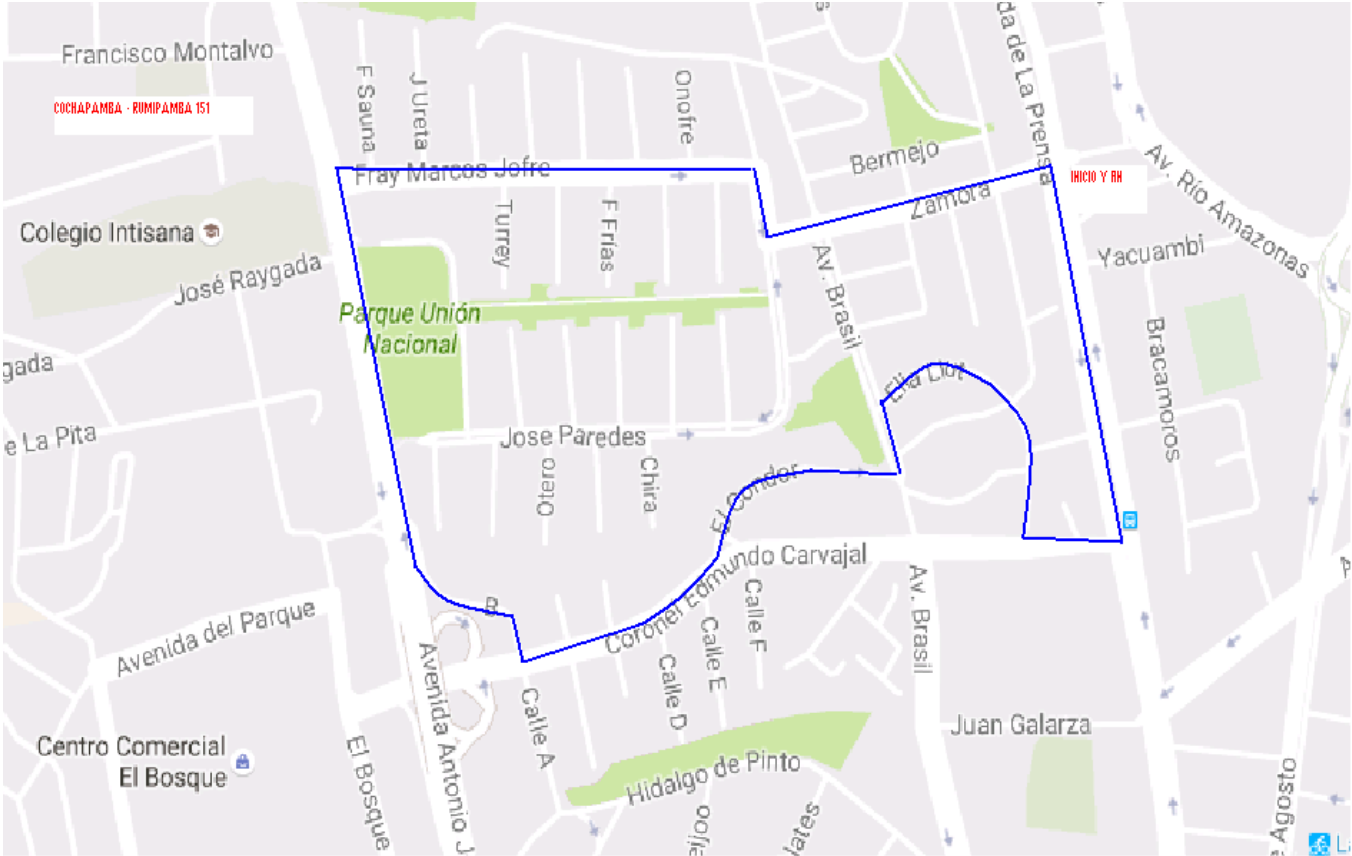 Francisco Montalvo
COCHAPAMBA - RUMIPAMBA 151
F Sauña
J Ureta
Onofre
da de La Prensa
Fray Marcos Jofre
Bermejo
INICIO Y FIN
Av. Río Amazonas
Zamora
Colegio Intisana
Turrey
F Frías
Yacuambi
José Raygada
Av. Brasil
Parque Unión
Nacional
Bracamoros
gada
Elia Liut
e La Pita
Jose Paredes
Otero
Chira
El Condor
Coronel Edmundo Carvajal
Avenida del Parque
B
Calle F
Calle E
Calle D
Av. Brasil
Avenida Antonio J
Calle A
Juan Galarza
Centro Comercial
El Bosque
El Bosque
Hidalgo de Pinto
lates
e Agosto